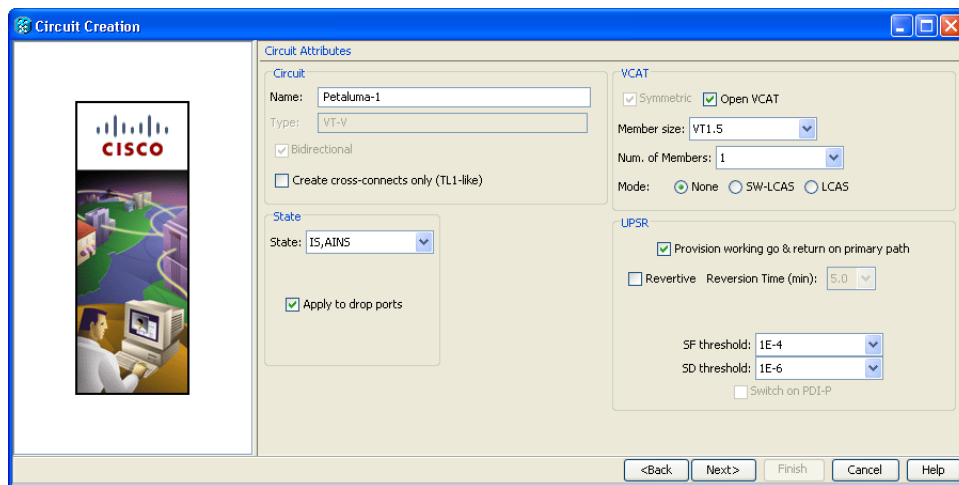 Circuit Creation
Circuit Attributes
Circuit
Name: Petaluma-1
Type: VT-V
Bidirectional
Create cross-connects only (TL1-like)
State
State: IS,AINS
Apply to drop ports
VCAT
Symmetric Open VCAT
Member size: VT1.5
Num. of Members: 1
Mode: None SW-LCAS LCAS
UPSR
Provision working go & return on primary path
Revertive Reversion Time (min): 5.0
SF threshold: 1E-4
SD threshold: 1E-6
Switch on PDI-P
CISCO
<Back Next> Finish Cancel Help